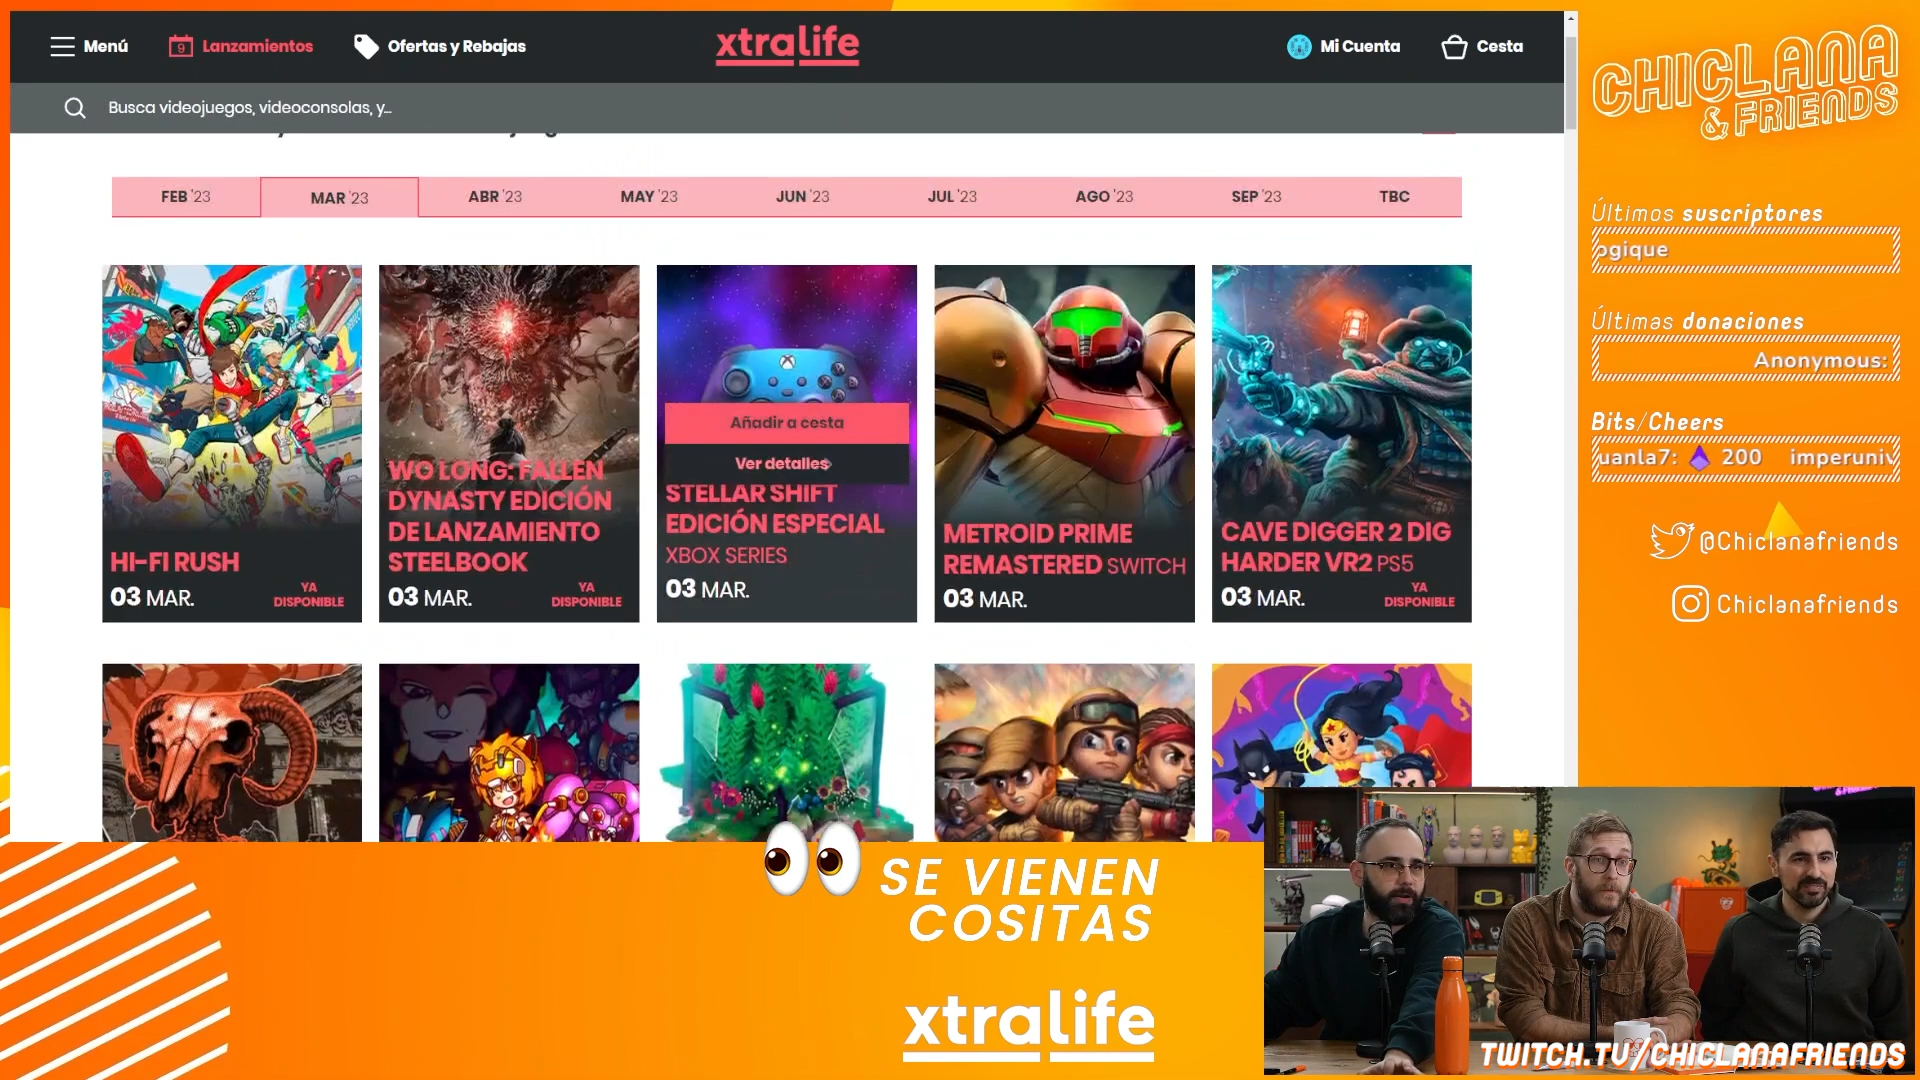 Menú
Lanzamientos
Ofertas y Rebajas
xtralife
Mi Cuenta
Cesta
Busca videojuegos, videoconsolas, y...
FEB '23
MAR '23
ABR '23
MAY '23
JUN '23
JUL '23
AGO '23
SEP '23
TBC
HI-FI RUSH
03 MAR.
YA
DISPONIBLE
WO LONG: FALLEN
DYNASTY EDICIÓN
DE LANZAMIENTO
STEELBOOK
03 MAR.
YA
DISPONIBLE
Añadir a cesta
Ver detalles
STELLAR SHIFT
EDICIÓN ESPECIAL
XBOX SERIES
03 MAR.
METROID PRIME
REMASTERED SWITCH
03 MAR.
CAVE DIGGER 2 DIG
HARDER VR2 PS5
03 MAR.
YA
DISPONIBLE
CHICLANA
& FRIENDS
Últimos suscriptores
ogique
Últimas donaciones
Anonymous:
Bits/Cheers
uanla7: 200 imperuniv
@Chiclanafriends
Chiclanafriends
SE VIENEN
COSITAS
xtralife
TWITCH.TV/CHICLANAFRIENDS